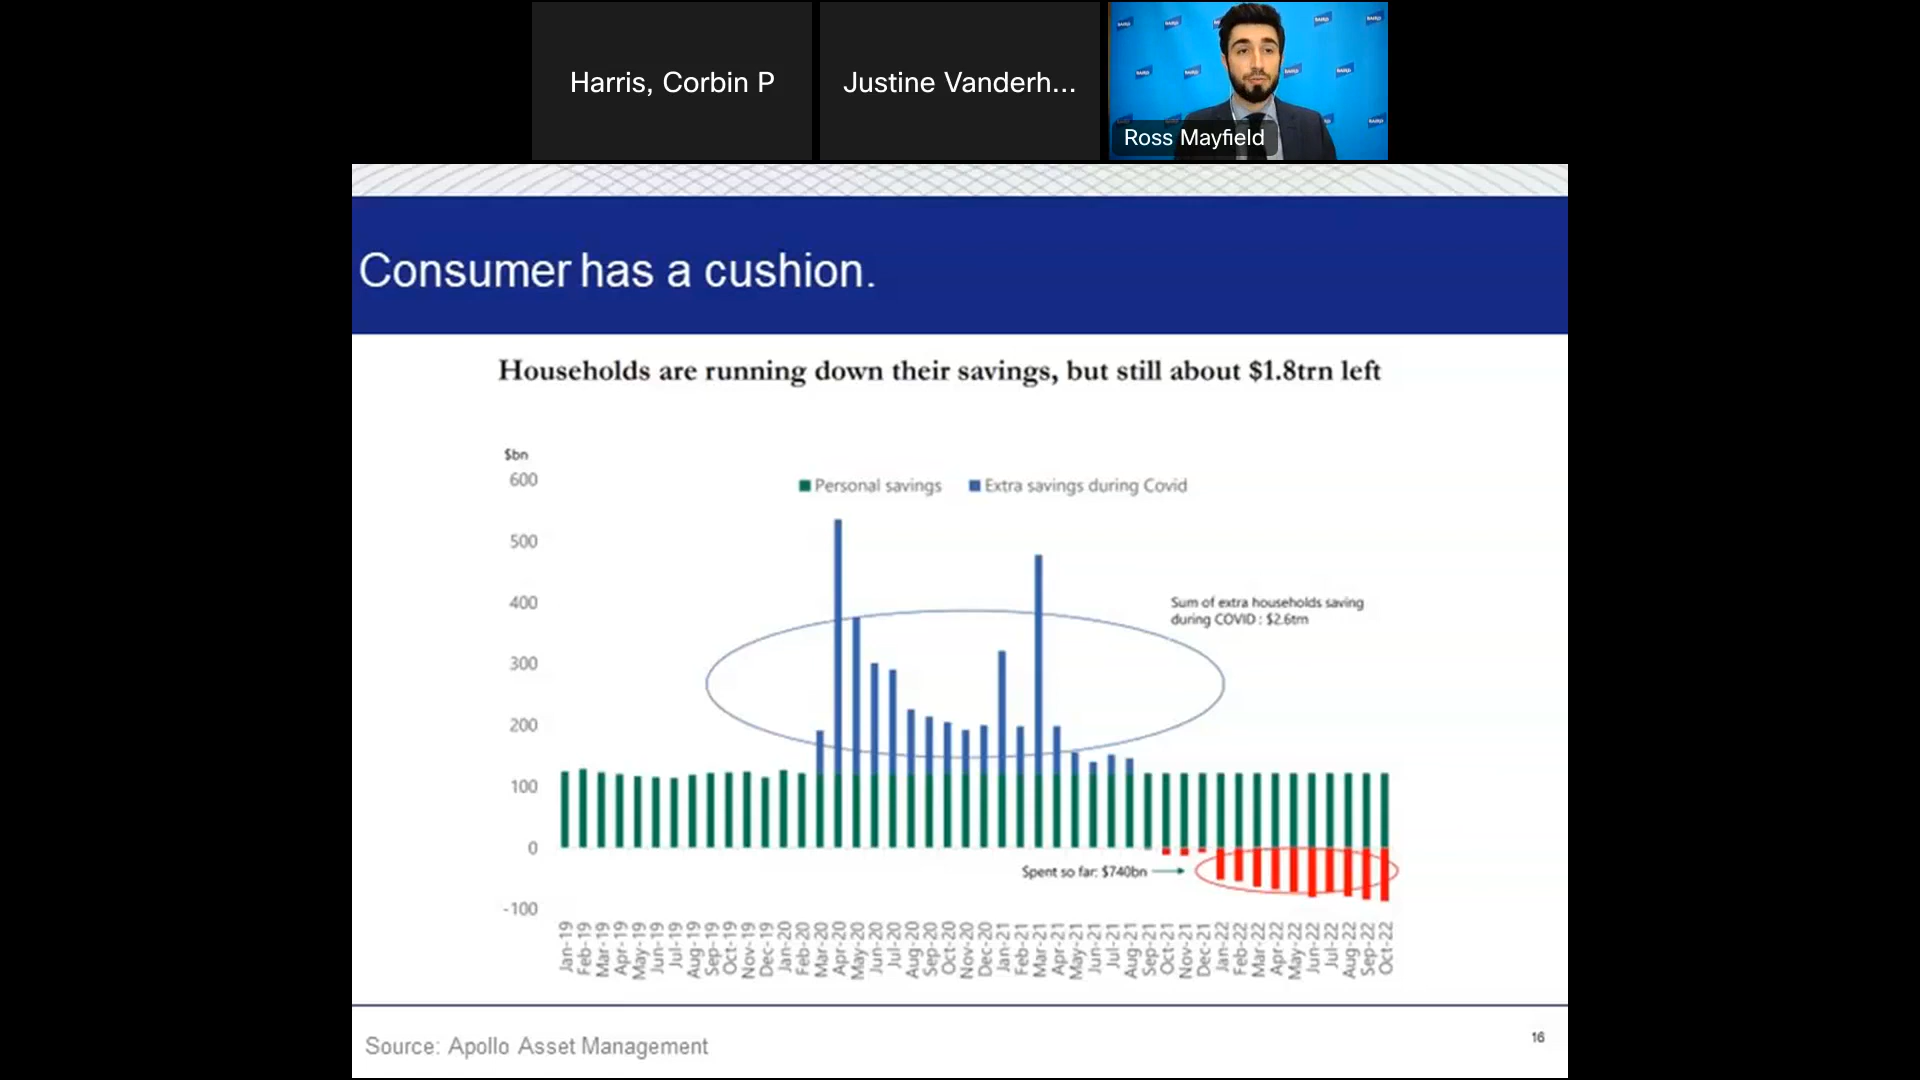 Harris, Corbin P
Justine Vanderh...
Ross Mayfield
Consumer has a cushion.
Households are running down their savings, but still about $1.8trn left
$bn
600
500
400
300
200
100
0
-100
Personal savings
Extra savings during Covid
Sum of extra households saving
during COVID : $2.6trn
Spent so far: $740bn
Jan-19
Feb-19
Mar-19
Apr-19
May-19
Jun-19
Jul-19
Aug-19
Sep-19
Oct-19
Nov-19
Dec-19
Jan-20
Feb-20
Mar-20
Apr-20
May-20
Jun-20
Jul-20
Aug-20
Sep-20
Oct-20
Nov-20
Dec-20
Jan-21
Feb-21
Mar-21
Apr-21
May-21
Jun-21
Jul-21
Aug-21
Sep-21
Oct-21
Nov-21
Dec-21
Jan-22
Feb-22
Mar-22
Apr-22
May-22
Jun-22
Jul-22
Aug-22
Sep-22
Oct-22
Source: Apollo Asset Management
16